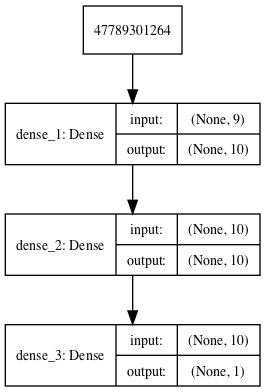 47789301264
dense_1: Dense
input:
(None, 9)
output:
(None, 10)
dense_2: Dense
input:
(None, 10)
output:
(None, 10)
dense_3: Dense
input:
(None, 10)
output:
(None, 1)